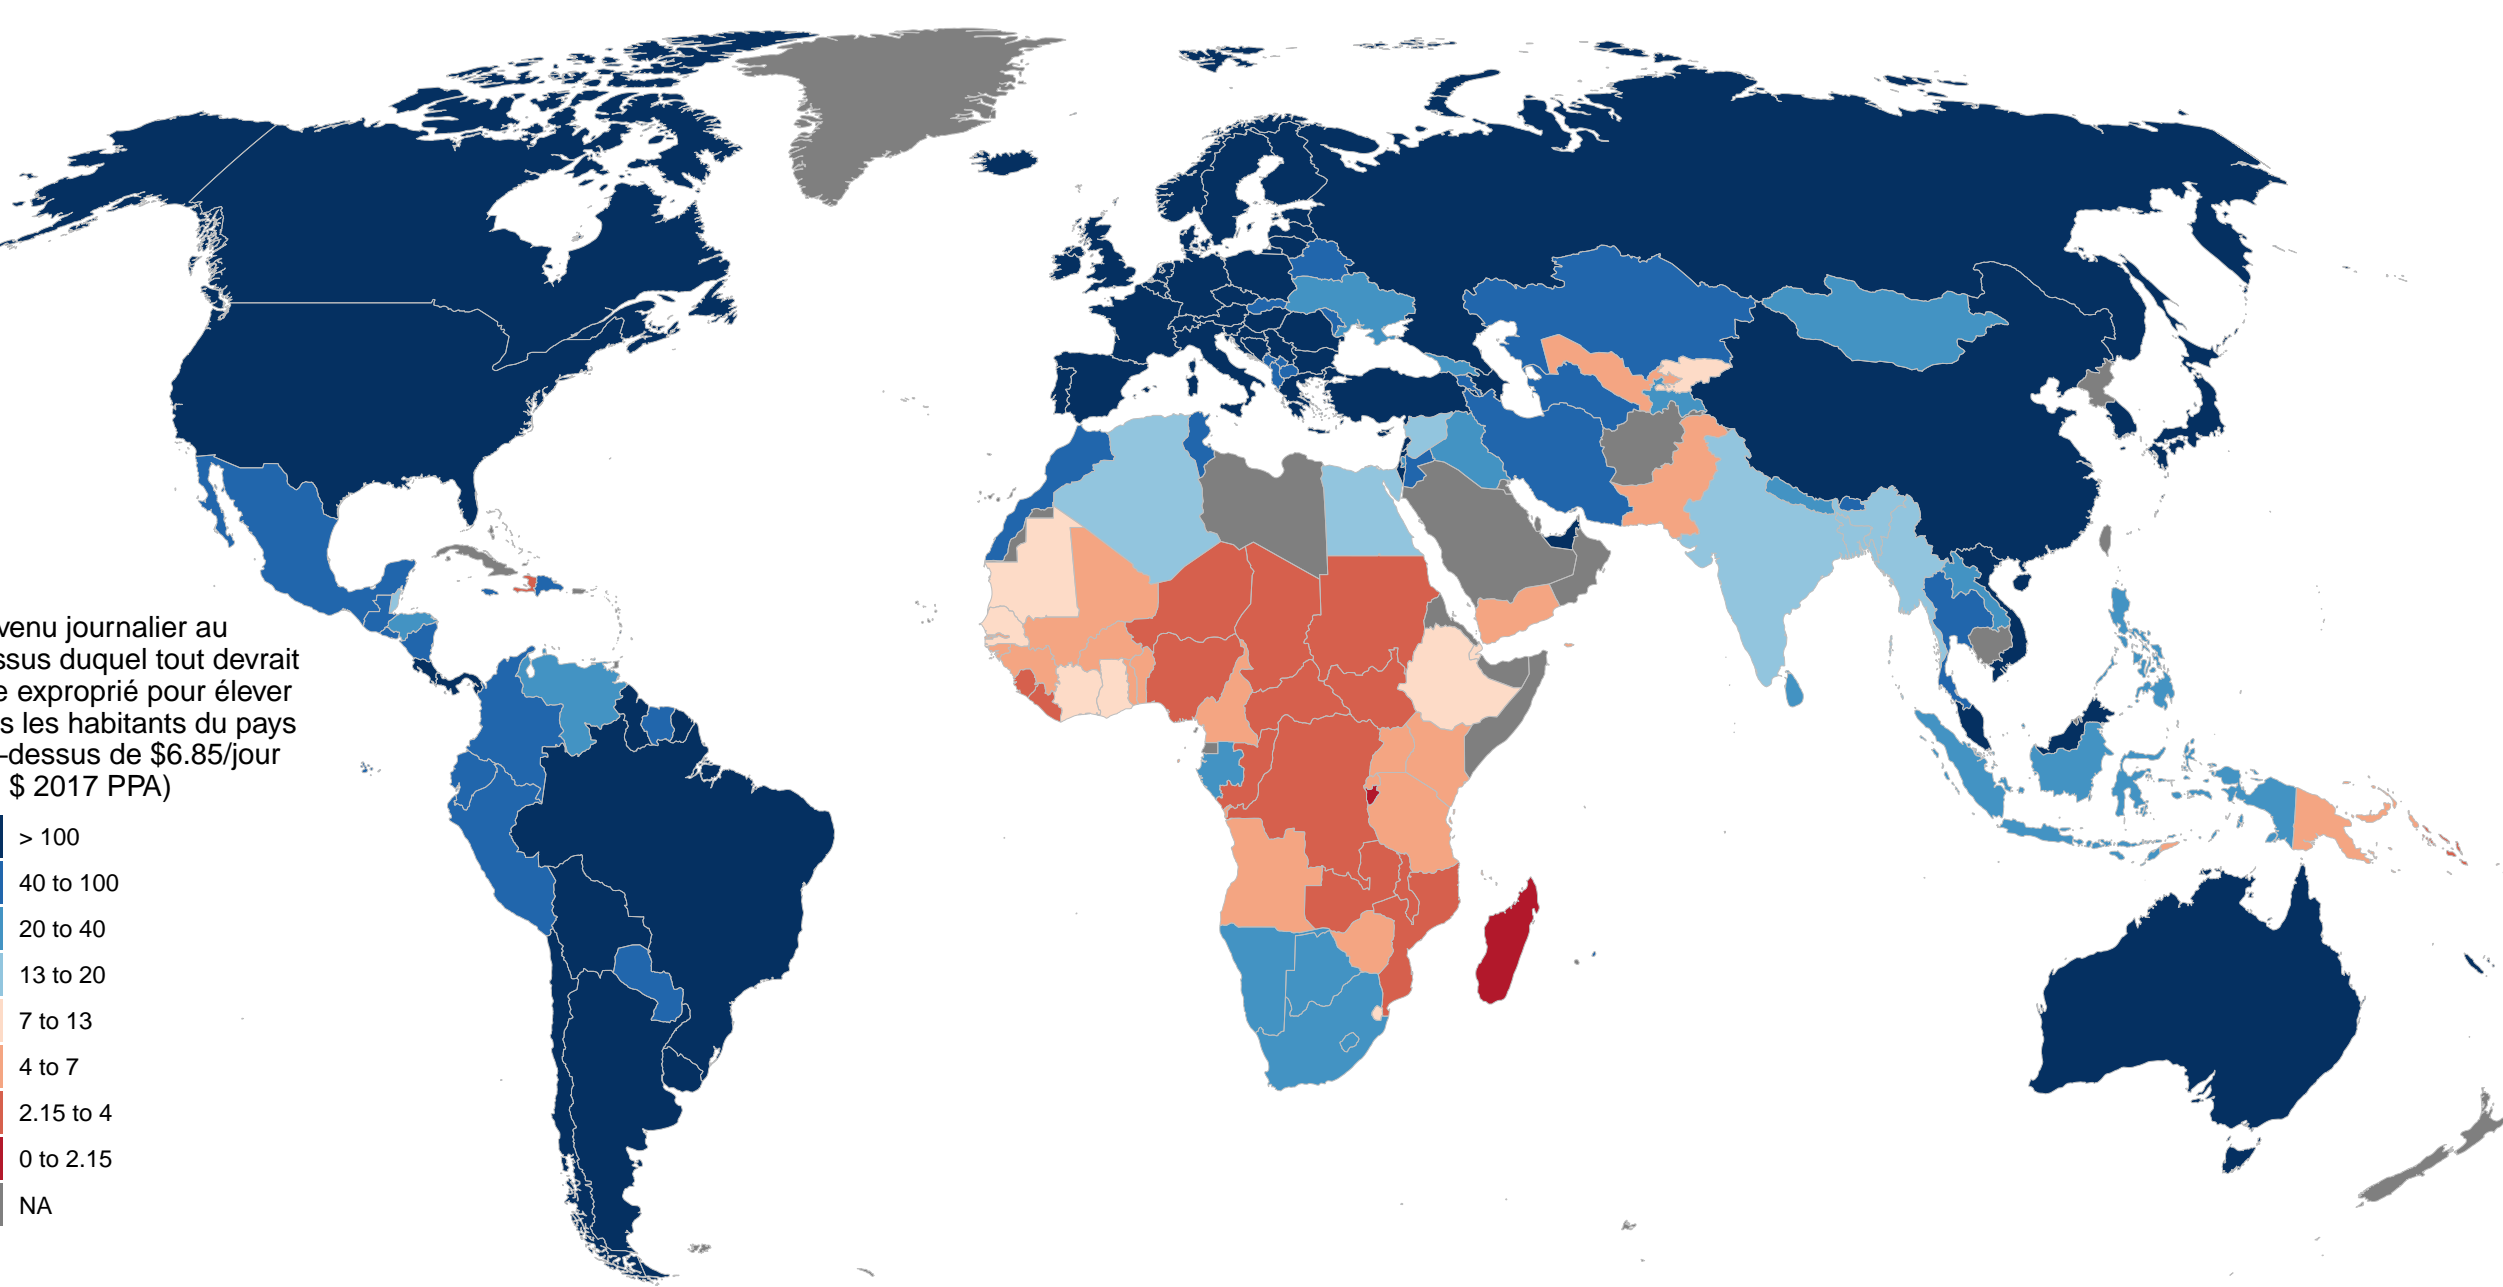 venu journalier au
ssus duquel tout devrait
e exproprié pour élever
s les habitants du pays
-dessus de $6.85/jour
$ 2017 PPA)
> 100
40 to 100
20 to 40
13 to 20
7 to 13
4 to 7
2.15 to 4
0 to 2.15
NA